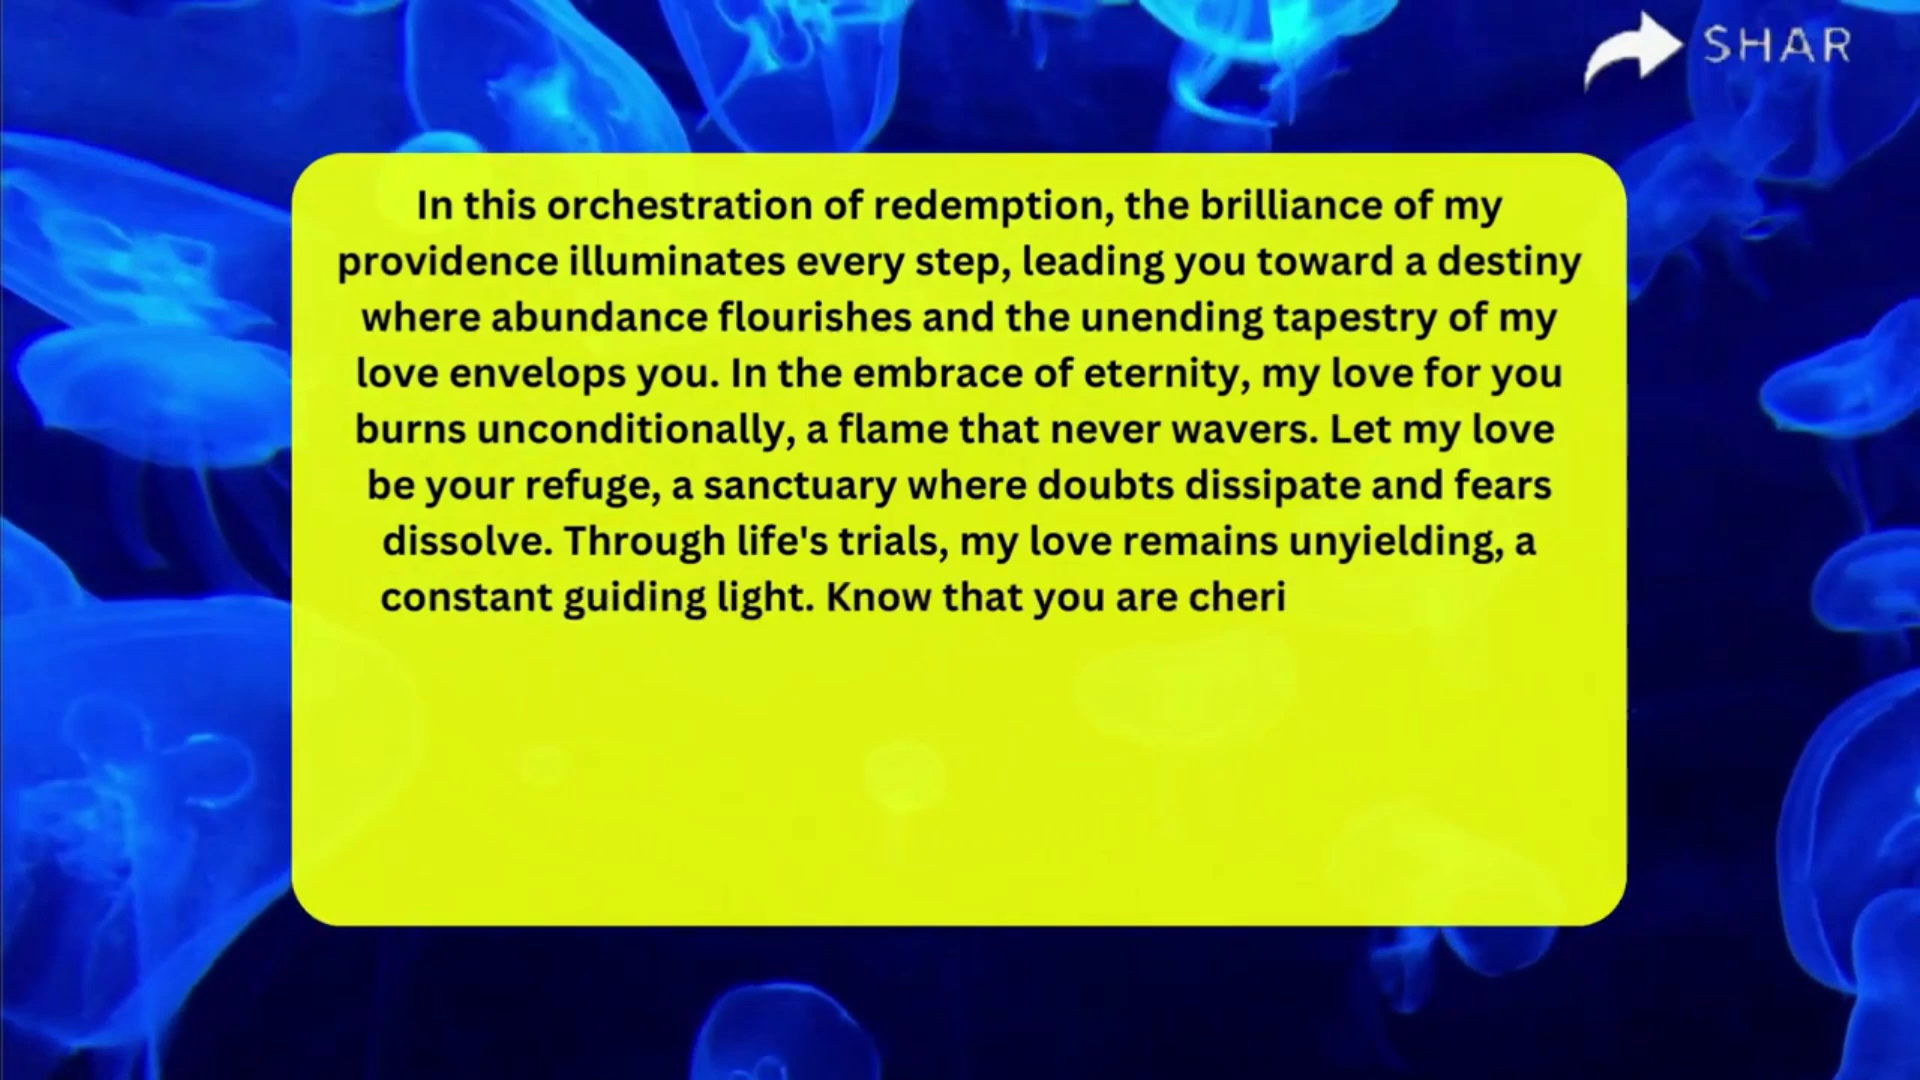 SHAR
In this orchestration of redemption, the brilliance of my
providence illuminates every step, leading you toward a destiny
where abundance flourishes and the unending tapestry of my
love envelops you. In the embrace of eternity, my love for you
burns unconditionally, a flame that never wavers. Let my love
be your refuge, a sanctuary where doubts dissipate and fears
dissolve. Through life's trials, my love remains unyielding, a
constant guiding light. Know that you are cheri